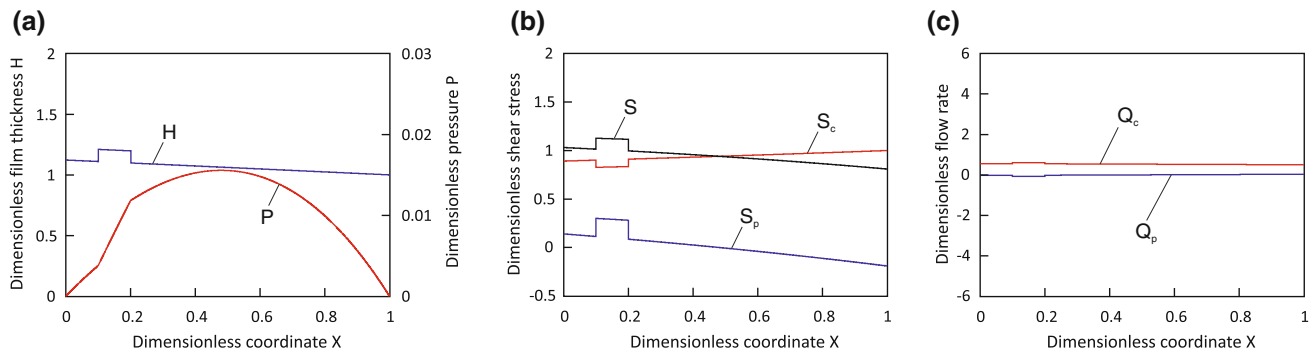 (a)
Dimensionless film thickness H
2
1.5
1
0.5
0
H
P
0.03
0.02
0.01
0
Dimensionless pressure P
0 0.2 0.4 0.6 0.8 1
Dimensionless coordinate X
(b)
Dimensionless shear stress
2
1.5
1
0.5
0
-0.5
S
Sc
Sp
0 0.2 0.4 0.6 0.8 1
Dimensionless coordinate X
(c)
Dimensionless flow rate
6
4
2
0
-2
-4
-6
Qc
Qp
0 0.2 0.4 0.6 0.8 1
Dimensionless coordinate X